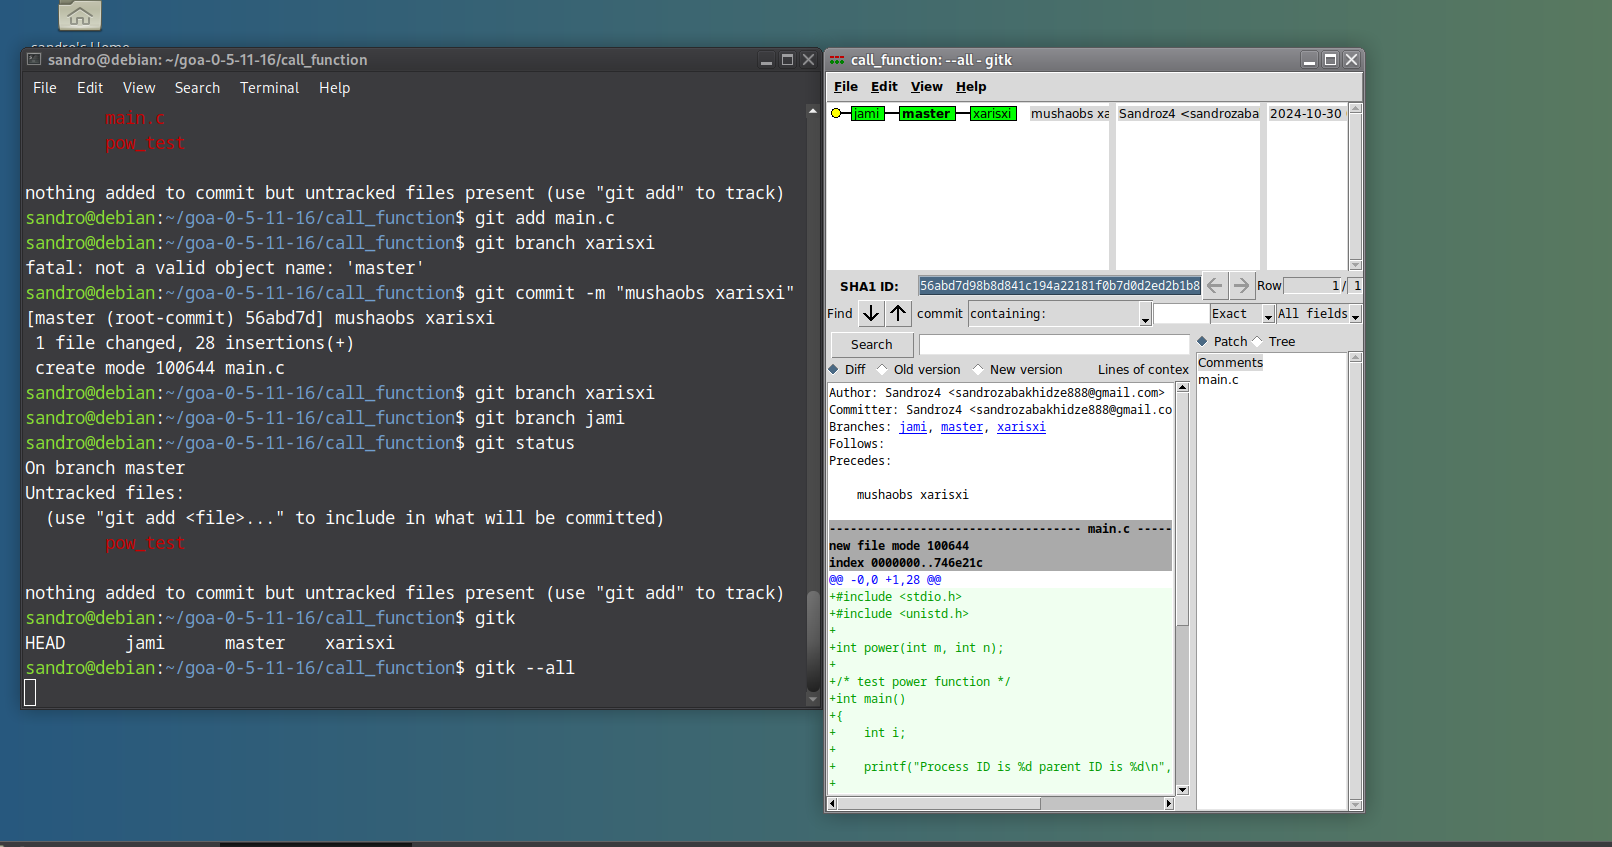 sandro's Home
sandro@debian: ~/goa-0-5-11-16/call_function
File Edit View Search Terminal Help
main.c
pow_test
nothing added to commit but untracked files present (use "git add" to track)
sandro@debian:~/goa-0-5-11-16/call_function$ git add main.c
sandro@debian:~/goa-0-5-11-16/call_function$ git branch xarisxi
fatal: not a valid object name: 'master'
sandro@debian:~/goa-0-5-11-16/call_function$ git commit -m "mushaobs xarisxi"
[master (root-commit) 56abd7d] mushaobs xarisxi
1 file changed, 28 insertions(+)
create mode 100644 main.c
sandro@debian:~/goa-0-5-11-16/call_function$ git branch xarisxi
sandro@debian:~/goa-0-5-11-16/call_function$ git branch jami
sandro@debian:~/goa-0-5-11-16/call_function$ git status
On branch master
Untracked files:
(use "git add <file>..." to include in what will be committed)
pow_test
nothing added to commit but untracked files present (use "git add" to track)
sandro@debian:~/goa-0-5-11-16/call_function$ gitk
HEAD jami master xarisxi
sandro@debian:~/goa-0-5-11-16/call_function$ gitk --all
call_function: --all - gitk
File Edit View Help
jami master xarisxi mushaobs xa Sandroz4 <sandrozaba 2024-10-30
SHA1 ID: 56abd7d98b8d841c194a22181f0b7d0d2ed2b1b8 Row 1 / 1
Find commit containing: Exact All fields
Search
Patch Tree
Diff Old version New version Lines of contex
Comments
main.c
Author: Sandroz4 <sandrozabakhidze888@gmail.com>
Committer: Sandroz4 <sandrozabakhidze888@gmail.co
Branches: jami, master, xarisxi
Follows:
Precedes:
mushaobs xarisxi
------------------------------------ main.c -----
new file mode 100644
index 0000000..746e21c
@@ -0,0 +1,28 @@
+#include <stdio.h>
+#include <unistd.h>
+
+int power(int m, int n);
+
+/* test power function */
+int main()
+{
+    int i;
+
+    printf("Process ID is %d parent ID is %d\n",
+